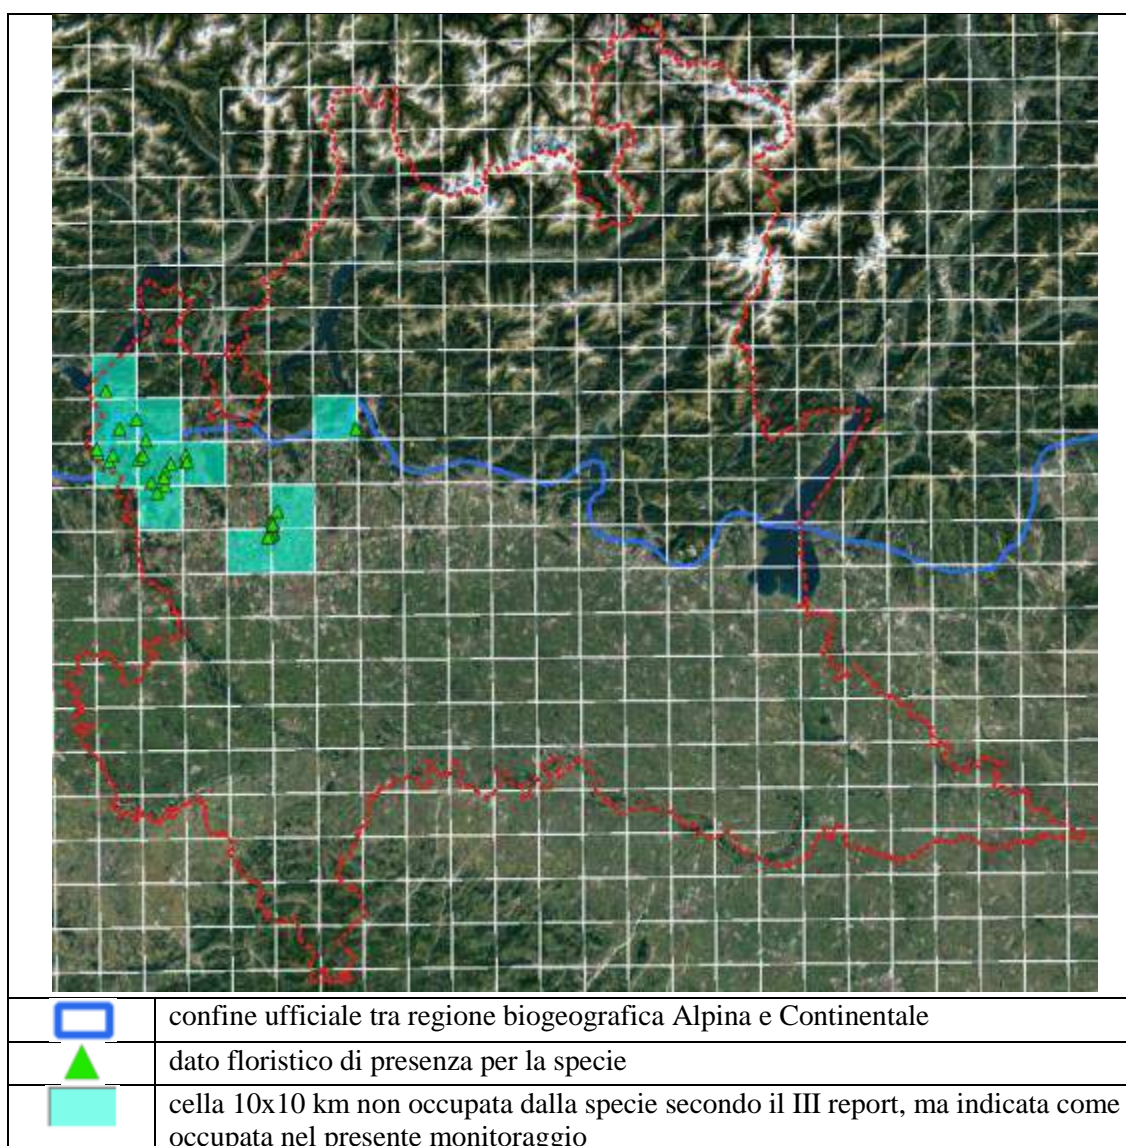 confine ufficiale tra regione biogeografica Alpina e Continentale
dato floristico di presenza per la specie
cella 10x10 km non occupata dalla specie secondo il III report, ma indicata come
occupata nel presente monitoraggio